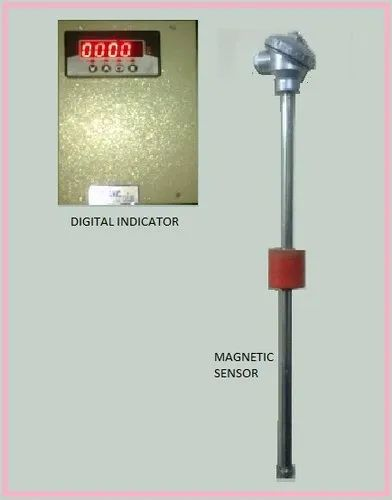 0000
DIGITAL INDICATOR
MAGNETIC
SENSOR